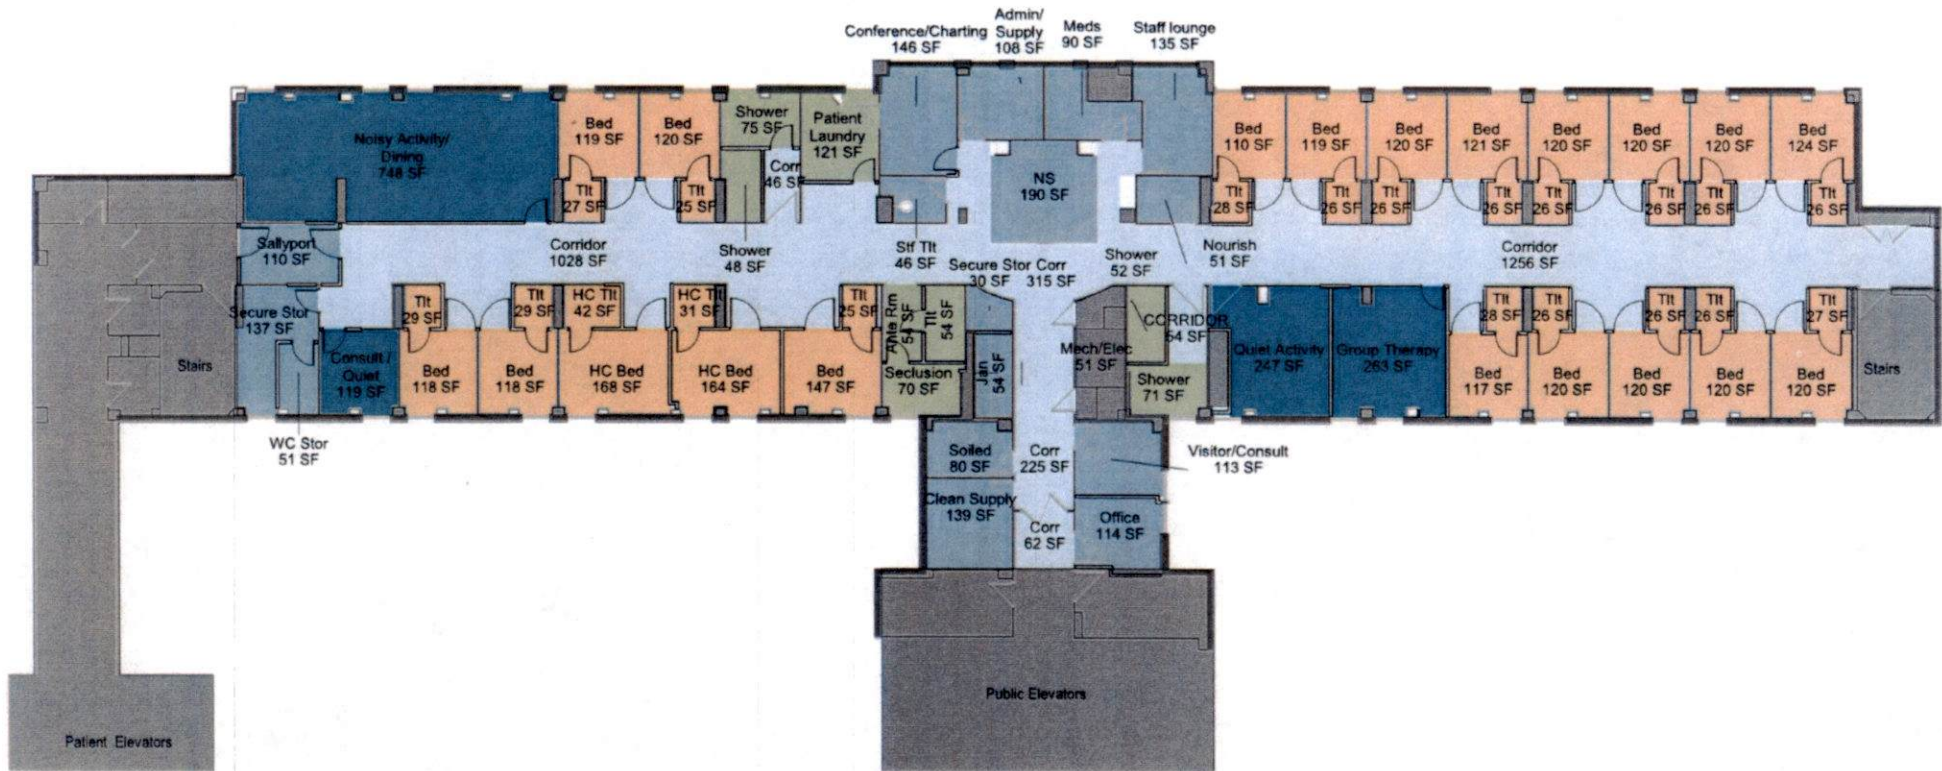 Conference/Charting
146 SF
Admin/
Supply
108 SF
Meds
90 SF
Staff lounge
135 SF
Noisy Activity/
Dining
748 SF
Bed
119 SF
Bed
120 SF
Shower
75 SF
Patient
Laundry
121 SF
Corr
46 SF
Tlt
27 SF
Tlt
25 SF
NS
190 SF
Bed
110 SF
Bed
119 SF
Bed
120 SF
Bed
121 SF
Bed
120 SF
Bed
120 SF
Bed
120 SF
Bed
124 SF
Tlt
28 SF
Tlt
26 SF
Tlt
26 SF
Tlt
26 SF
Tlt
26 SF
Tlt
26 SF
Tlt
26 SF
Tlt
26 SF
Sallyport
110 SF
Corridor
1028 SF
Shower
48 SF
Stf Tlt
46 SF
Secure Stor
30 SF
Corr
315 SF
Shower
52 SF
Nourish
51 SF
Corridor
1256 SF
Secure Stor
137 SF
Tlt
29 SF
Tlt
29 SF
HC Tlt
42 SF
HC Tlt
31 SF
Tlt
25 SF
Ante Rm
54 SF
Tlt
54 SF
CORRIDOR
64 SF
Tlt
28 SF
Tlt
26 SF
Tlt
26 SF
Tlt
26 SF
Tlt
27 SF
Stairs
Consult /
Quiet
119 SF
Bed
118 SF
Bed
118 SF
HC Bed
168 SF
HC Bed
164 SF
Bed
147 SF
Seclusion
70 SF
Jan
54 SF
Mech/Elec
51 SF
Shower
71 SF
Quiet Activity
247 SF
Group Therapy
263 SF
Bed
117 SF
Bed
120 SF
Bed
120 SF
Bed
120 SF
Bed
120 SF
Stairs
WC Stor
51 SF
Soiled
80 SF
Corr
225 SF
Visitor/Consult
113 SF
Clean Supply
139 SF
Corr
62 SF
Office
114 SF
Public Elevators
Patient Elevators